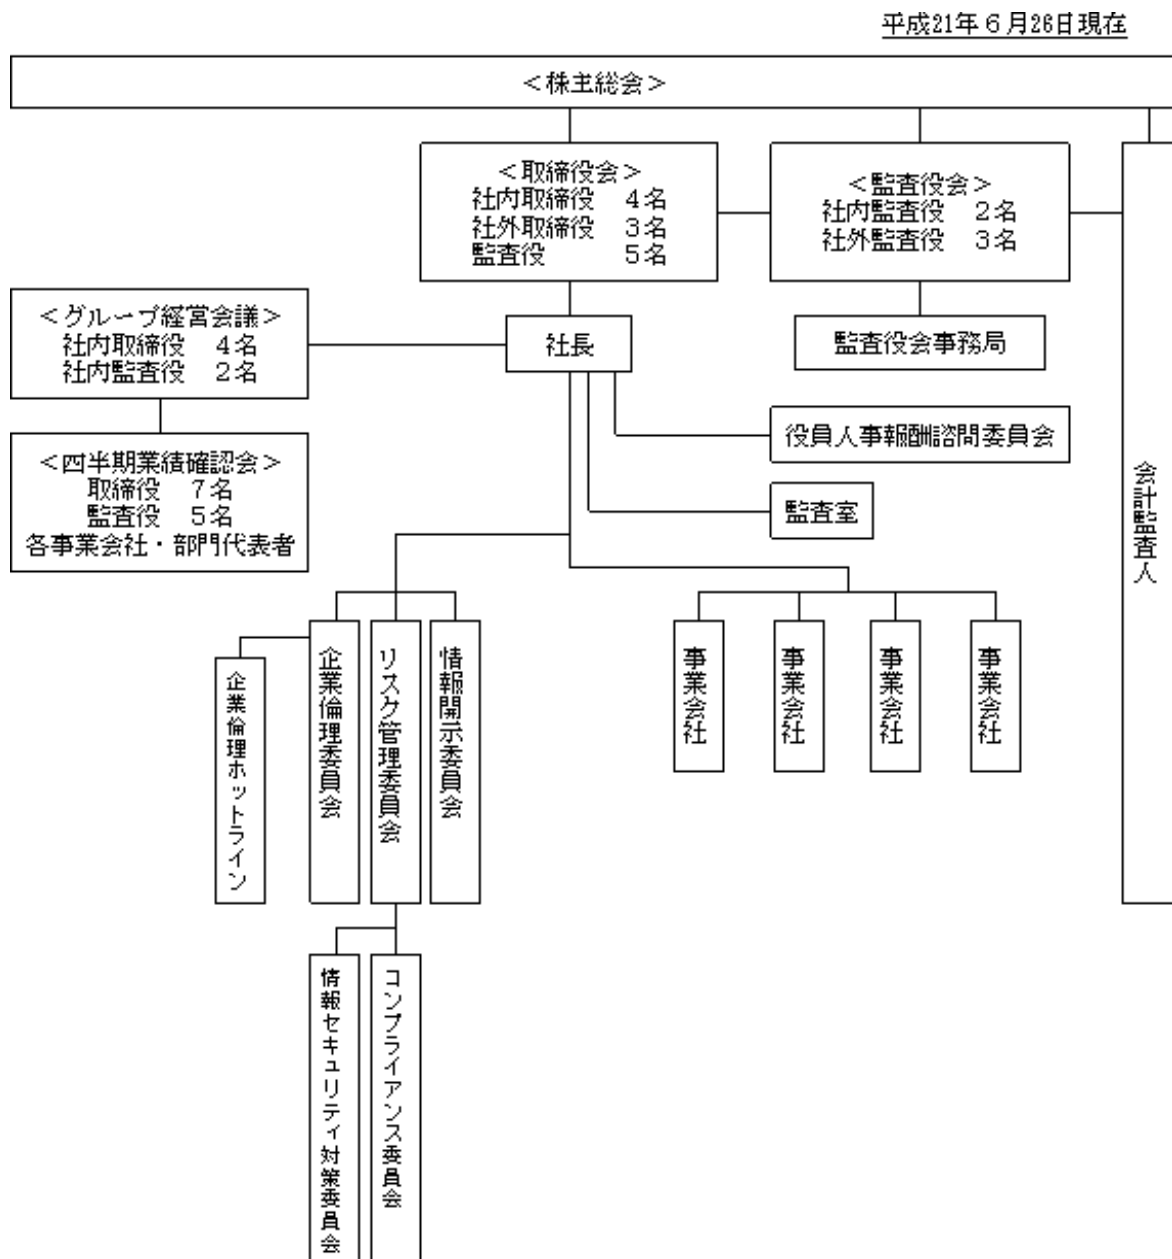 平成21年６月26日現在
＜株主総会＞
＜取締役会＞
社内取締役　４名
社外取締役　３名
監査役　　　５名
＜監査役会＞
社内監査役　２名
社外監査役　３名
会計監査人
＜グループ経営会議＞
社内取締役　４名
社内監査役　２名
社長
監査役会事務局
役員人事報酬諮問委員会
＜四半期業績確認会＞
取締役　７名
監査役　５名
各事業会社・部門代表者
監査室
企業倫理ホットライン
企業倫理委員会
リスク管理委員会
情報開示委員会
事業会社
事業会社
事業会社
事業会社
情報セキュリティ対策委員会
コンプライアンス委員会